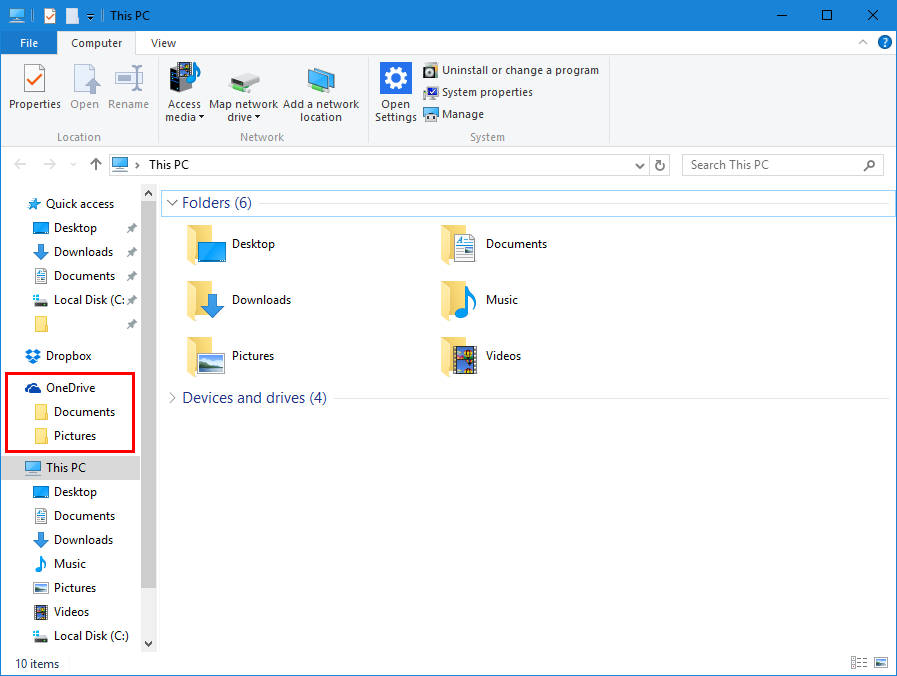 This PC
File
Computer
View
Properties
Open
Rename
Location
Access
media
Map network
drive
Add a network
location
Network
Open
Settings
Uninstall or change a program
System properties
Manage
System
This PC
Search This PC
Quick access
Desktop
Downloads
Documents
Local Disk (C:
Dropbox
OneDrive
Documents
Pictures
This PC
Desktop
Documents
Downloads
Music
Pictures
Videos
Local Disk (C:)
Folders (6)
Desktop
Documents
Downloads
Music
Pictures
Videos
Devices and drives (4)
10 items